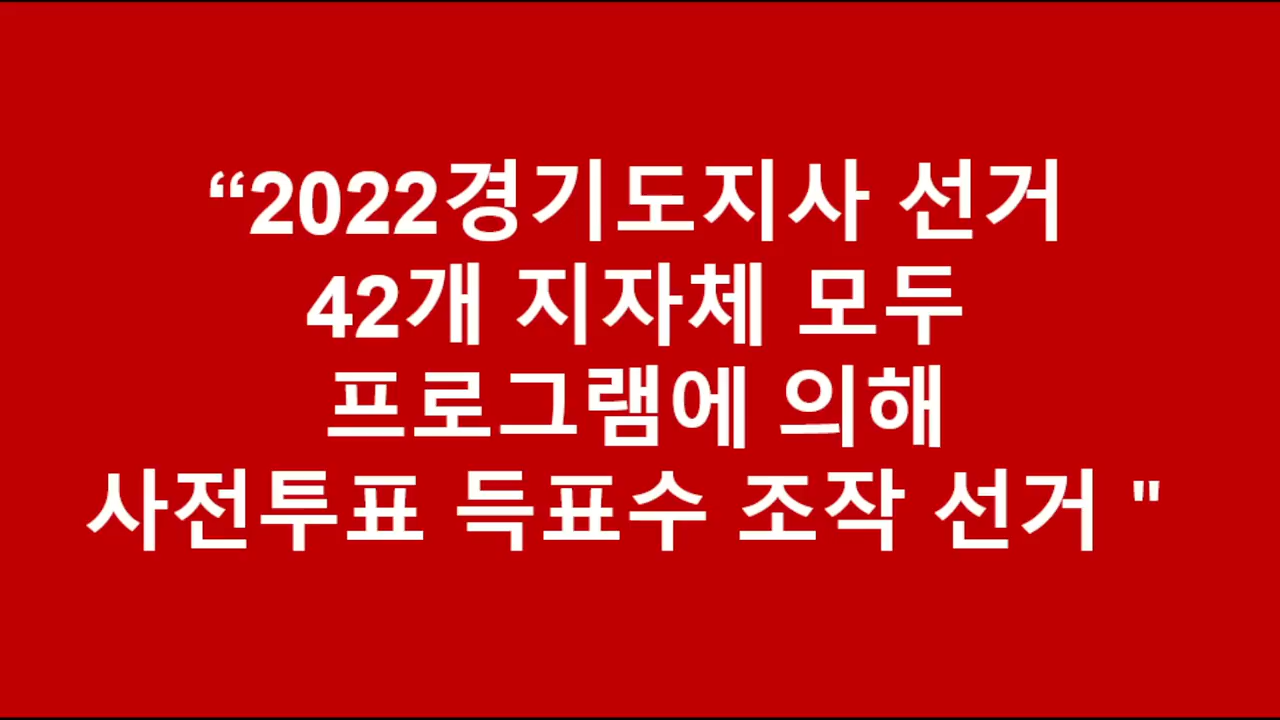 “2022경기도지사 선거
42개 지자체 모두
프로그램에 의해
사전투표 득표수 조작 선거 "